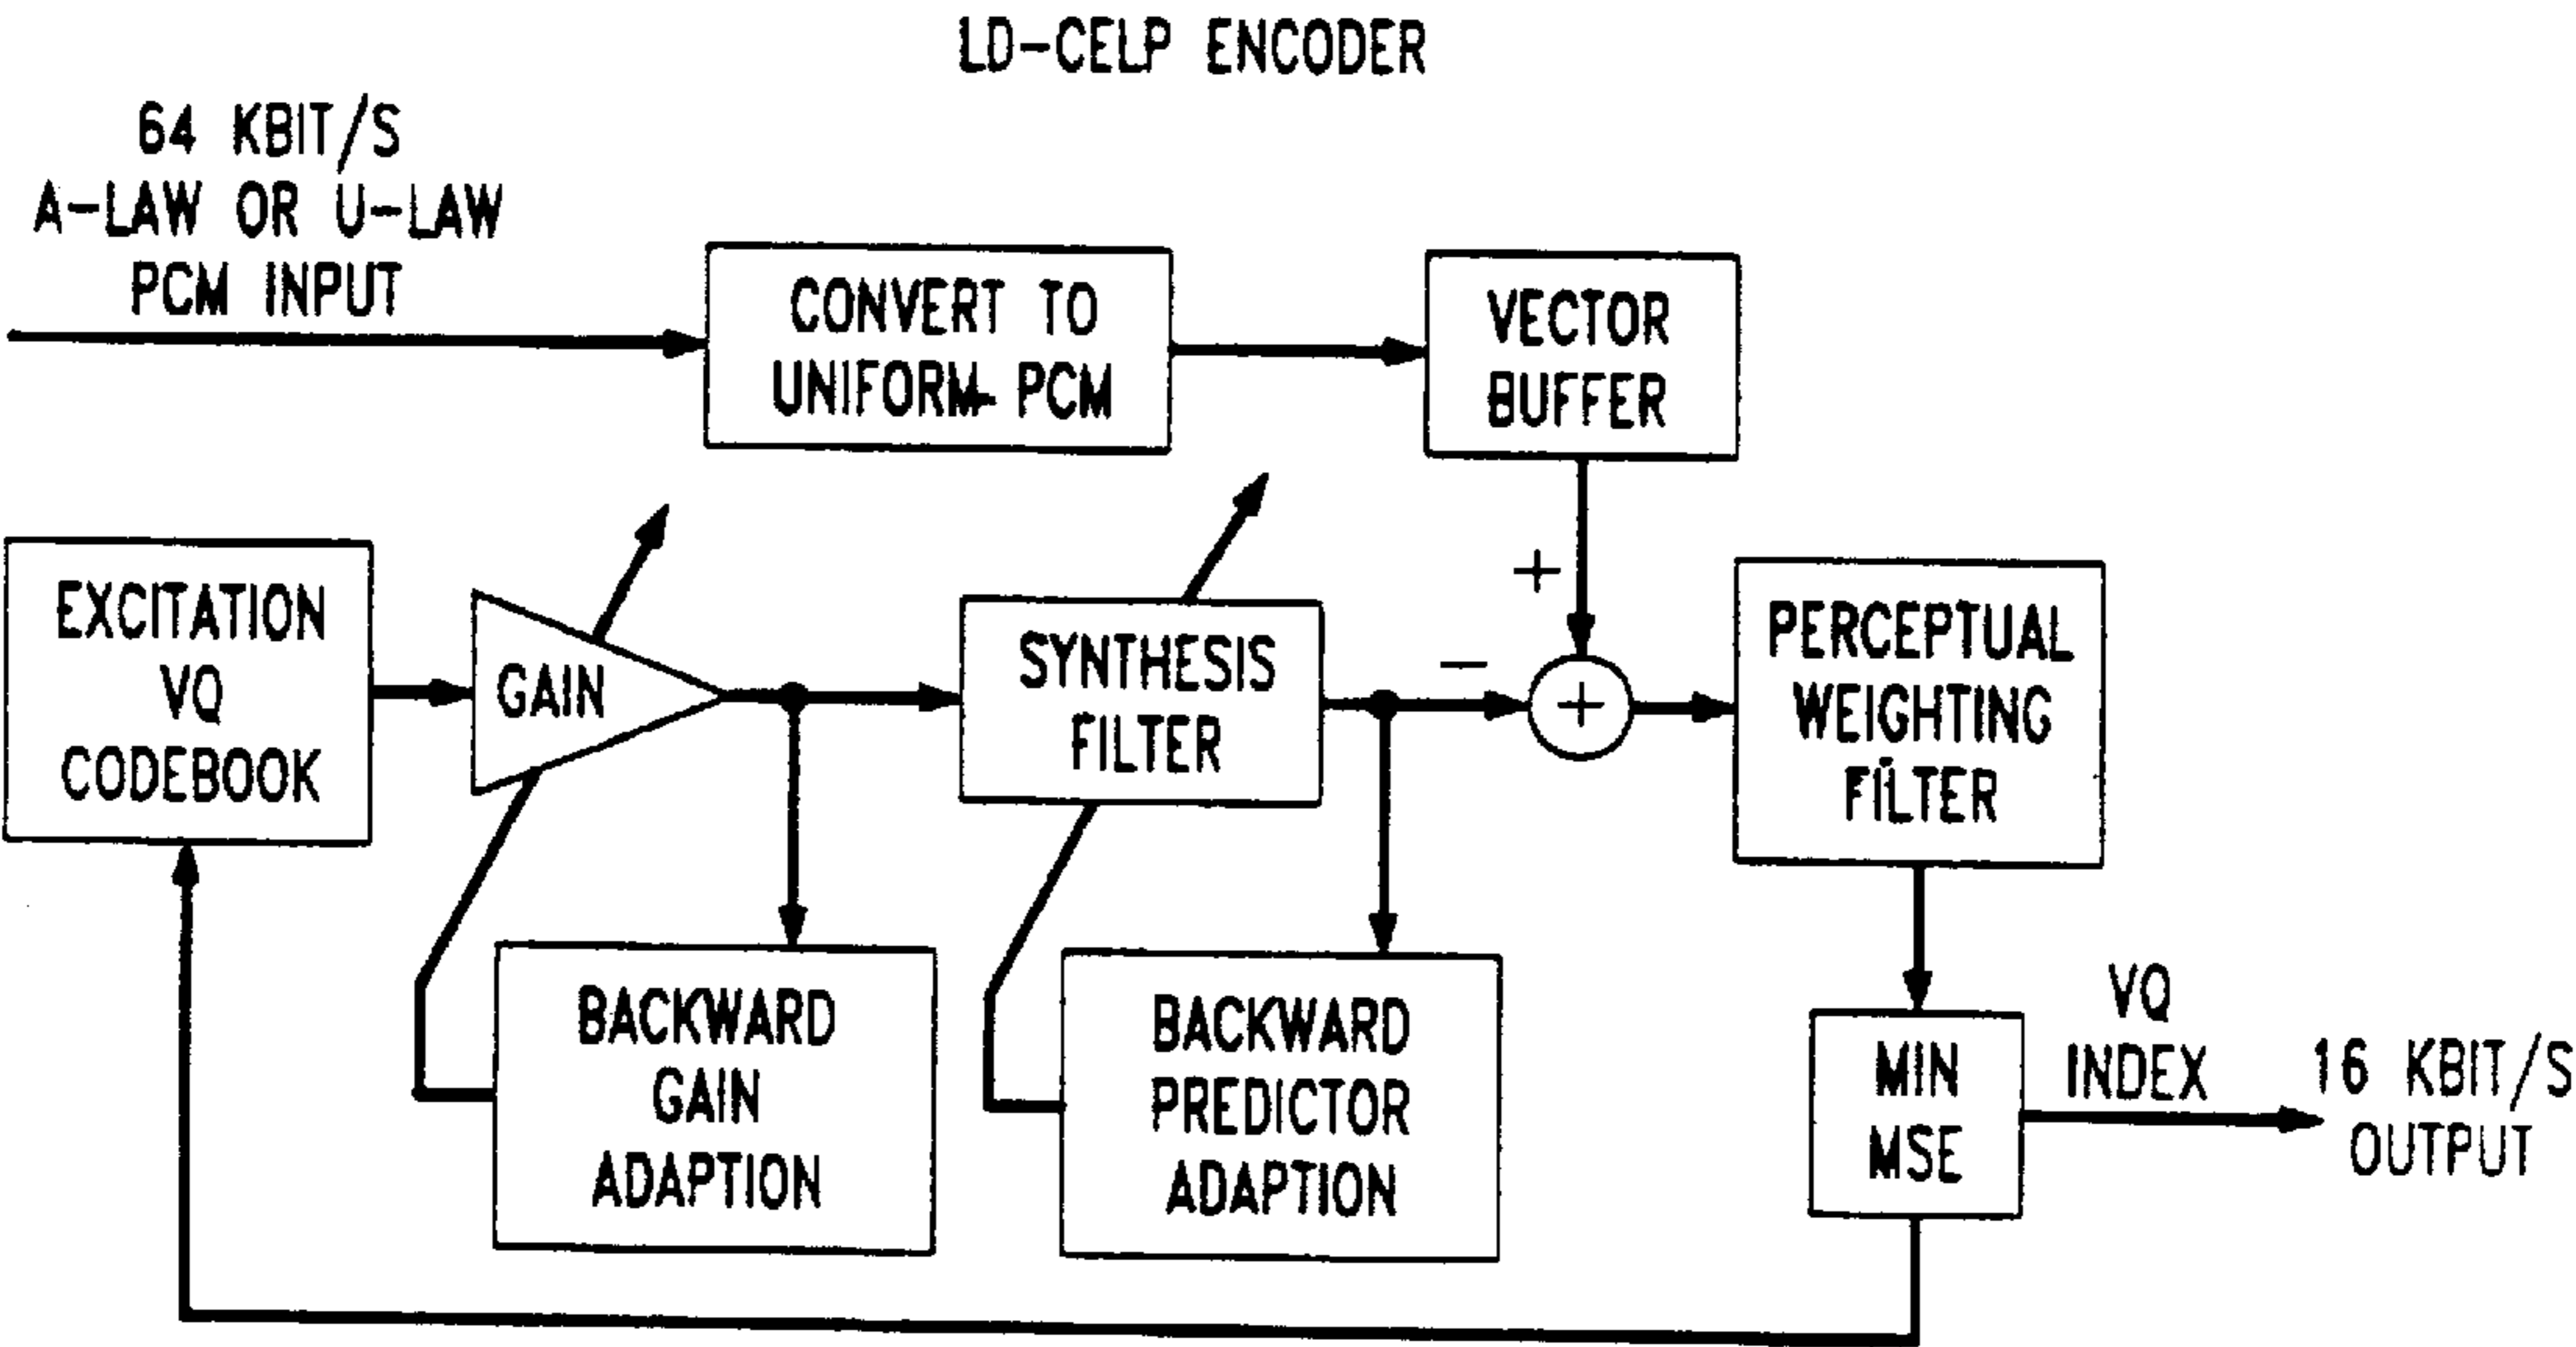 LD-CELP ENCODER
64 KBIT/S
A-LAW OR U-LAW
PCM INPUT
CONVERT TO
UNIFORM PCM
VECTOR
BUFFER
EXCITATION
VQ
CODEBOOK
GAIN
SYNTHESIS
FILTER
+
−
+
PERCEPTUAL
WEIGHTING
FILTER
BACKWARD
GAIN
ADAPTION
BACKWARD
PREDICTOR
ADAPTION
MIN
MSE
VQ
INDEX
16 KBIT/S
OUTPUT